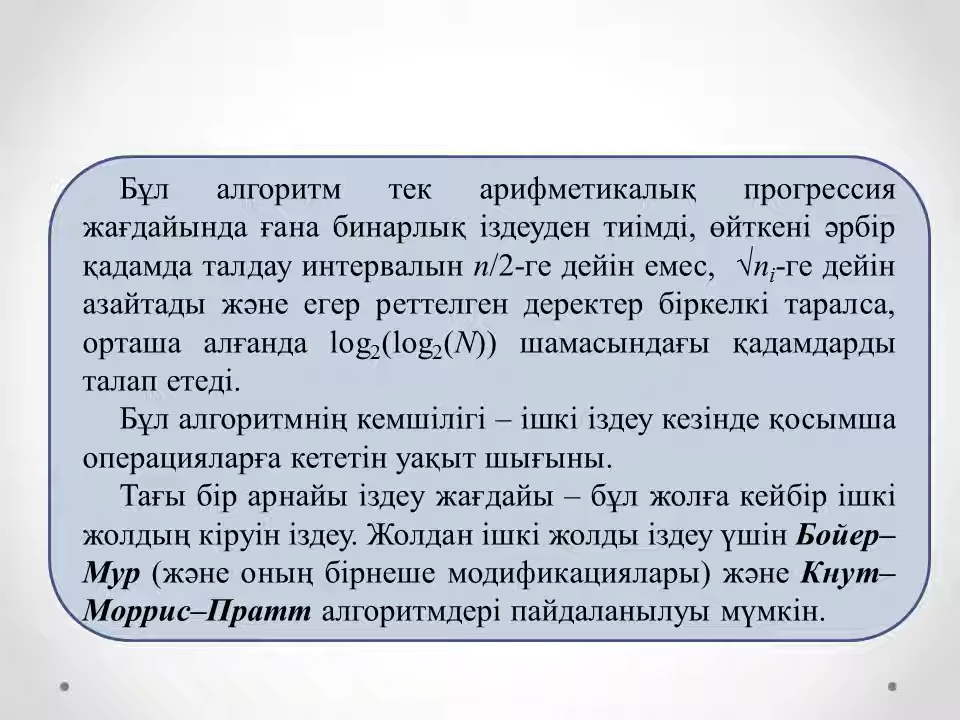 Бұл алгоритм тек арифметикалық прогрессия
жағдайында ғана бинарлық іздеуден тиімді, өйткені әрбір
қадамда талдау интервалын n/2-ге дейін емес, √nᵢ-ге дейін
азайтады және егер реттелген деректер біркелкі таралса,
орташа алғанда log₂(log₂(N)) шамасындағы қадамдарды
талап етеді.
Бұл алгоритмнің кемшілігі – ішкі іздеу кезінде қосымша
операцияларға кететін уақыт шығыны.
Тағы бір арнайы іздеу жағдайы – бұл жолға кейбір ішкі
жолдың кіруін іздеу. Жолдан ішкі жолды іздеу үшін Бойер–
Мур (және оның бірнеше модификациялары) және Кнут–
Моррис–Пратт алгоритмдері пайдаланылуы мүмкін.